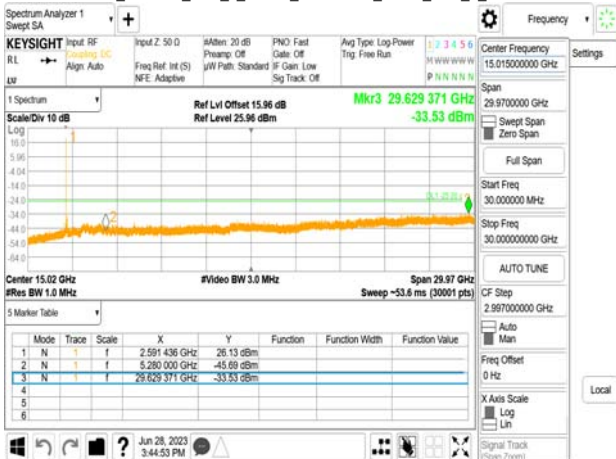 Spectrum Analyzer 1
Swept SA
Frequency
KEYSIGHT
RL
Input: RF
Coupling: DC
Align: Auto
Input Z: 50 Ω
Freq Ref: Int (S)
NFE: Adaptive
#Atten: 20 dB
Preamp: Off
µW Path: Standard
PNO: Fast
Gate: Off
IF Gain: Low
Sig Track: Off
Avg Type: Log-Power
Trig: Free Run
1 2 3 4 5 6
M W W W W W
P N N N N N
1 Spectrum
Scale/Div 10 dB
Ref Lvl Offset 15.96 dB
Ref Level 25.96 dBm
Mkr3 29.629 371 GHz
-33.53 dBm
Log
16.0
5.96
-4.04
-14.0
-24.0
-34.0
-44.0
-54.0
-64.0
1
2
Center 15.02 GHz
#Res BW 1.0 MHz
#Video BW 3.0 MHz
Span 29.97 GHz
Sweep ~53.6 ms (30001 pts)
5 Marker Table
Mode Trace Scale X Y Function Function Width Function Value
1 N 1 f 2.591 436 GHz 26.13 dBm
2 N 1 f 5.280 000 GHz -45.69 dBm
3 N 1 f 29.629 371 GHz -33.53 dBm
4
5
6
Jun 28, 2023
3:44:53 PM
Center Frequency
15.015000000 GHz
Span
29.9700000 GHz
Swept Span
Zero Span
Full Span
Start Freq
30.000000 MHz
Stop Freq
30.000000000 GHz
AUTO TUNE
CF Step
2.997000000 GHz
Auto
Man
Freq Offset
0 Hz
X Axis Scale
Log
Lin
Signal Track
(Span Zoom)
Settings
Local